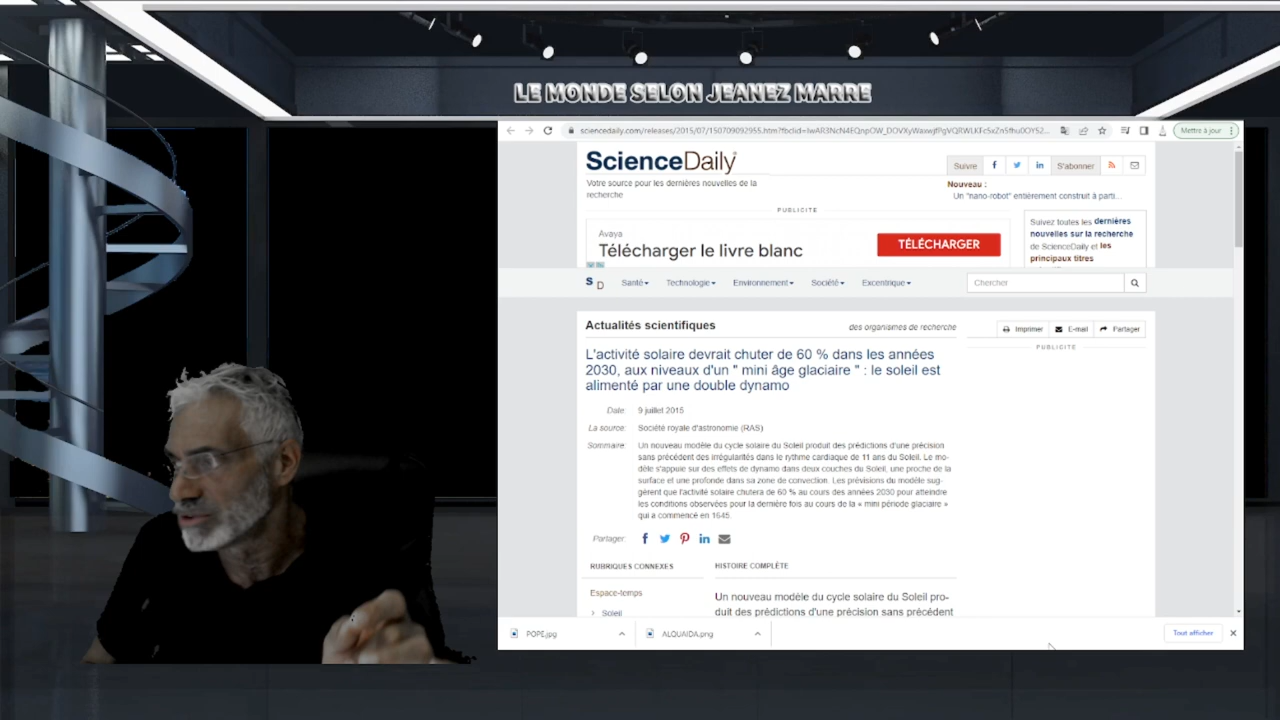 LE MONDE SELON JEANEZ MARRE
Mettre à jour
ScienceDaily
Votre source pour les dernières nouvelles de la
recherche
Suivre
S'abonner
Nouveau :
Un "nano-robot" entièrement construit à parti...
PUBLICITÉ
Avaya
Télécharger le livre blanc
TÉLÉCHARGER
Suivez toutes les dernières
nouvelles sur la recherche
de ScienceDaily et les
principaux titres
S D
Santé
Technologie
Environnement
Société
Excentrique
Chercher
Actualités scientifiques
des organismes de recherche
Imprimer
E-mail
Partager
PUBLICITÉ
L'activité solaire devrait chuter de 60 % dans les années
2030, aux niveaux d'un " mini âge glaciaire " : le soleil est
alimenté par une double dynamo
Date: 9 juillet 2015
La source: Société royale d'astronomie (RAS)
Sommaire: Un nouveau modèle du cycle solaire du Soleil produit des prédictions d'une précision
sans précédent des irrégularités dans le rythme cardiaque de 11 ans du Soleil. Le mo-
dèle s'appuie sur des effets de dynamo dans deux couches du Soleil, une proche de la
surface et une profonde dans sa zone de convection. Les prévisions du modèle sug-
gèrent que l'activité solaire chutera de 60 % au cours des années 2030 pour atteindre
les conditions observées pour la dernière fois au cours de la « mini période glaciaire »
qui a commencé en 1645.
Partager:
RUBRIQUES CONNEXES
HISTOIRE COMPLÈTE
Espace-temps
Soleil
Un nouveau modèle du cycle solaire du Soleil pro-
duit des prédictions d'une précision sans précédent
POPE.jpg
ALQUAIDA.png
Tout afficher